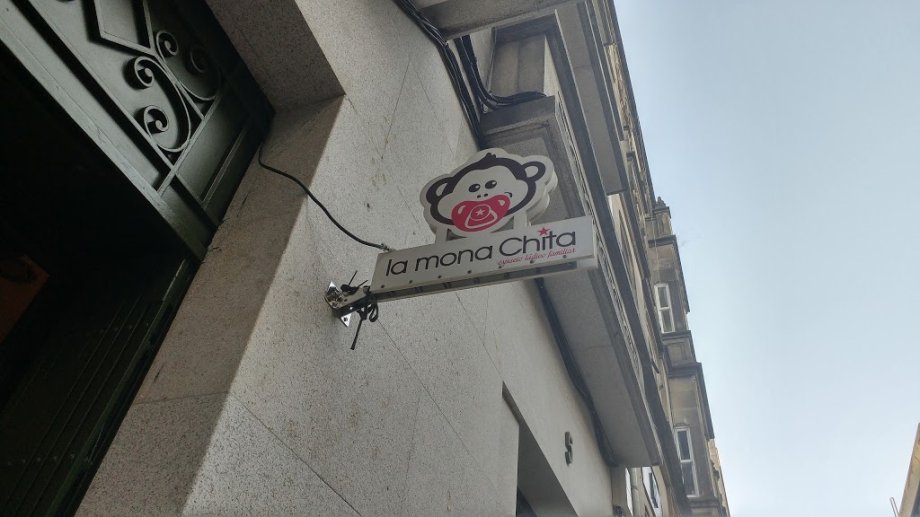 la mona Chita
espacio lúdico familiar
S